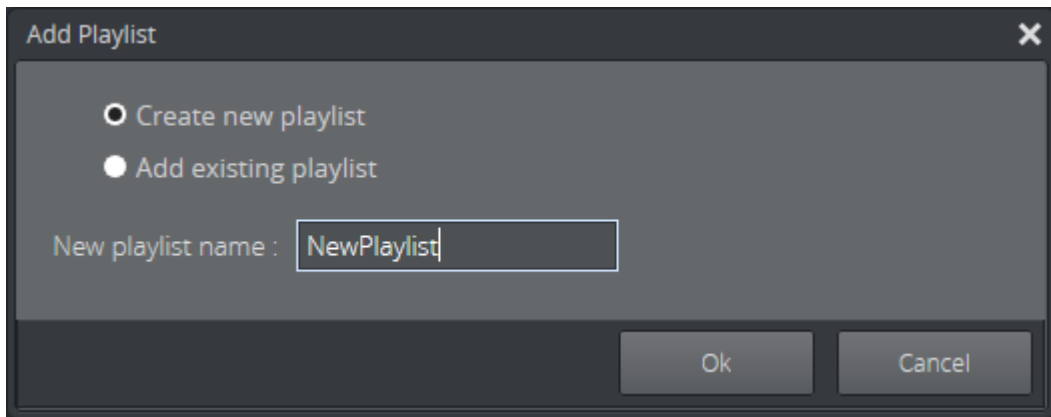 Add Playlist
Create new playlist
Add existing playlist
New playlist name : NewPlaylist
Ok Cancel